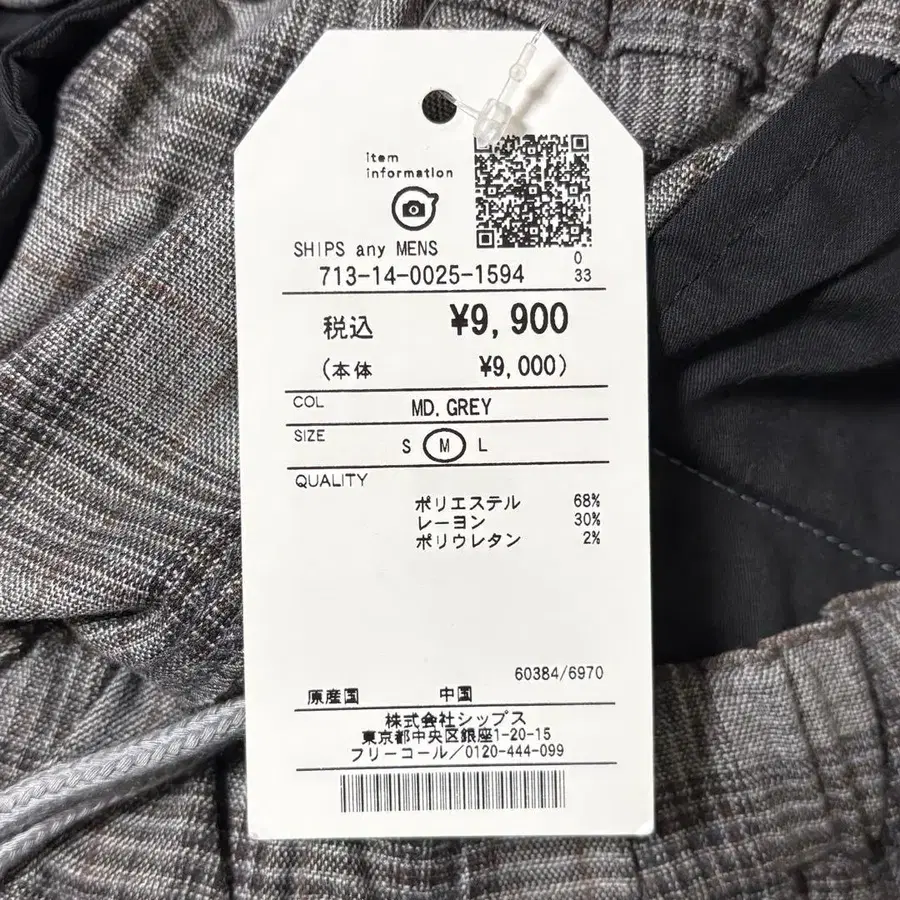 item
information
SHIPS any MENS
0
713-14-0025-1594 33
税込 ¥9,900
(本体 ¥9,000)
COL MD.GREY
SIZE S M L
QUALITY
ポリエステル 68%
レーヨン 30%
ポリウレタン 2%
60384/6970
原産国 中国
株式会社シップス
東京都中央区銀座1-20-15
フリーコール/0120-444-099